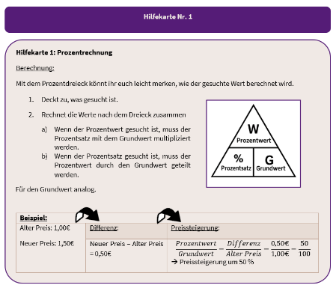 Hilfekarte Nr. 1
Hilfekarte 1: Prozentrechnung
Berechnung:
Mit dem Prozentdreieck könnt ihr euch leicht merken, wie der gesuchte Wert berechnet wird.
1. Deckt zu, was gesucht ist.
2. Rechnet die Werte nach dem Dreieck zusammen
a) Wenn der Prozentwert gesucht ist, muss der
Prozentsatz mit dem Grundwert multipliziert
werden.
b) Wenn der Prozentsatz gesucht ist, muss der
Prozentwert durch den Grundwert geteilt
werden.
W
Prozentwert
% G
Prozentsatz Grundwert
Für den Grundwert analog.
Beispiel:
Alter Preis: 1,00€
Neuer Preis: 1,50€
Differenz:
Neuer Preis – Alter Preis
= 0,50€
Preissteigerung:
Prozentwert / Grundwert = Differenz / Alter Preis = 0,50€ / 1,00€ = 50 / 100
→ Preissteigerung um 50 %